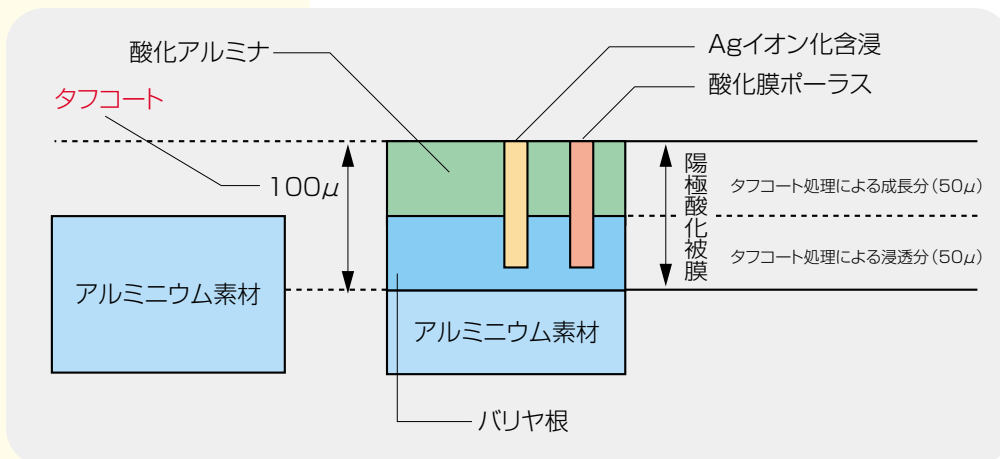 酸化アルミナ
Agイオン化含浸
酸化膜ポーラス
タフコート
100μ
陽極酸化被膜
タフコート処理による成長分(50μ)
タフコート処理による浸透分(50μ)
アルミニウム素材
アルミニウム素材
バリヤ根